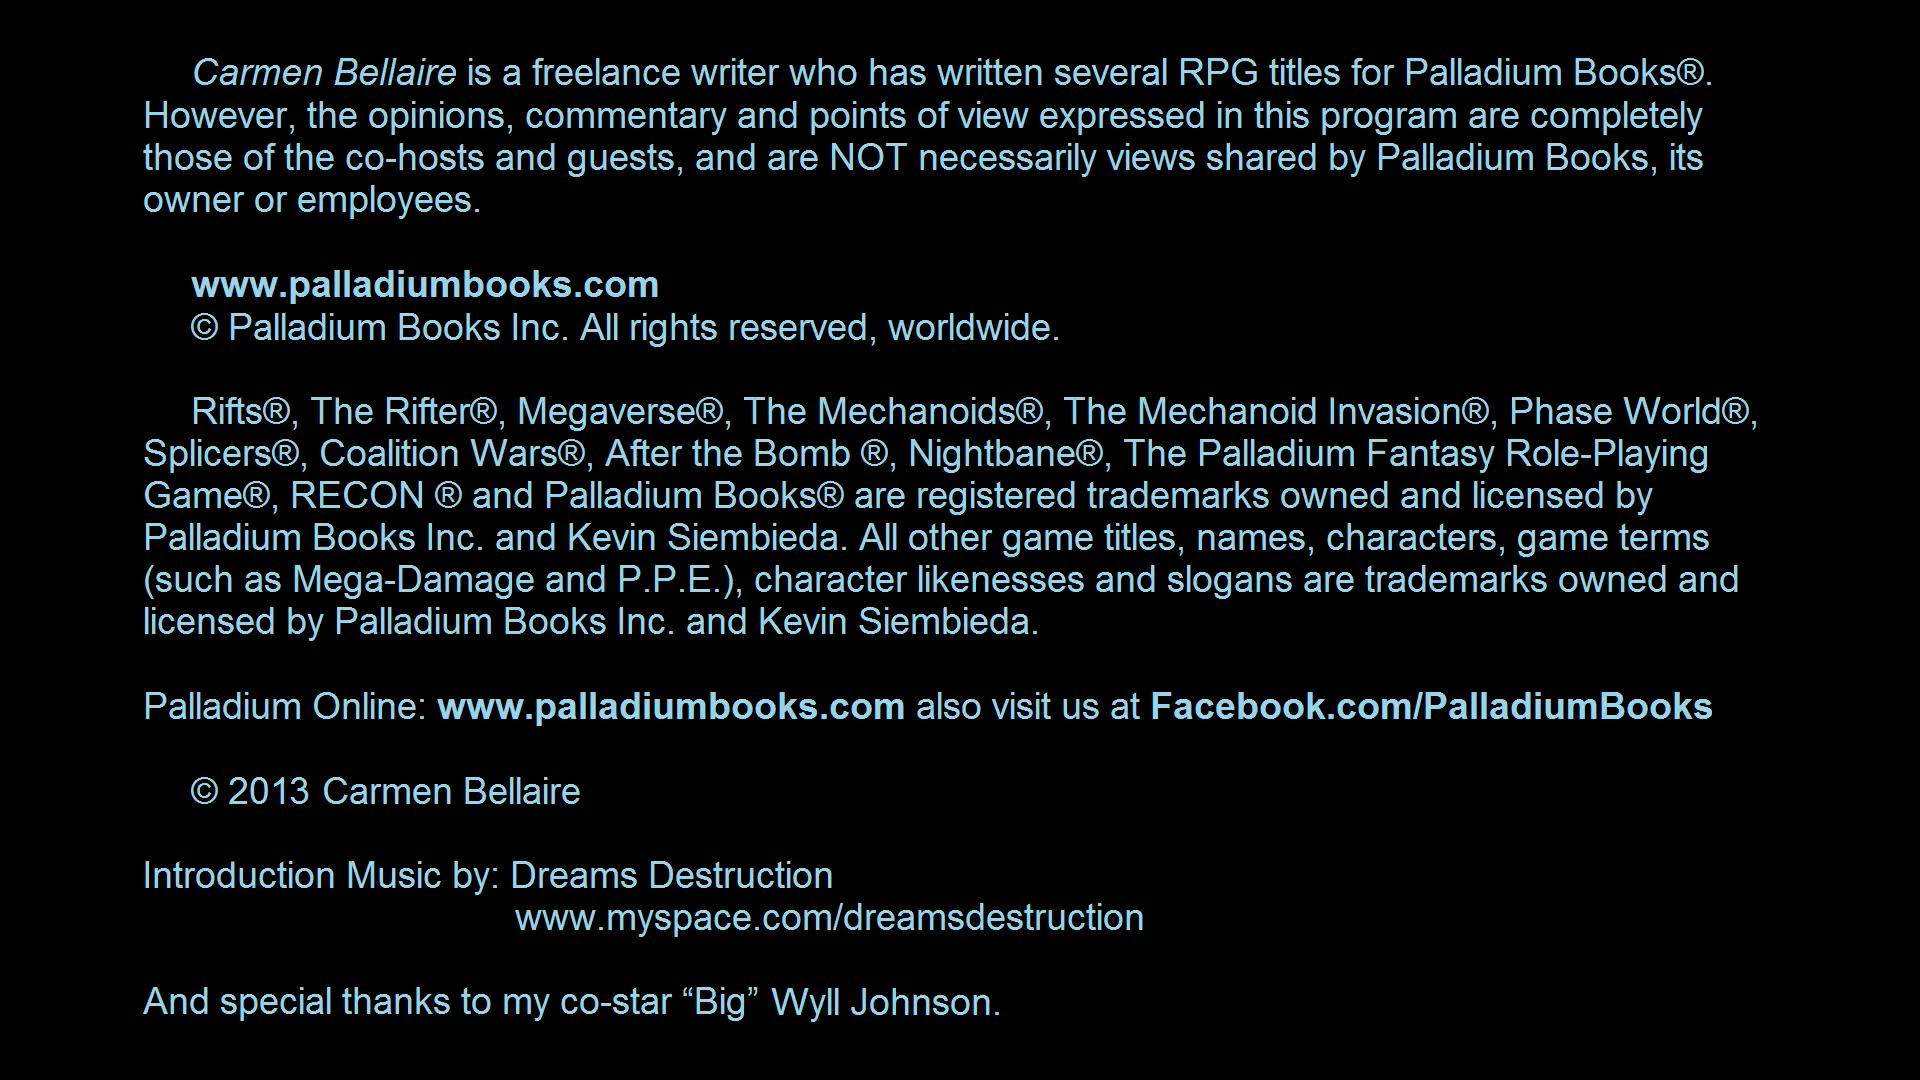 Carmen Bellaire is a freelance writer who has written several RPG titles for Palladium Books®.
However, the opinions, commentary and points of view expressed in this program are completely
those of the co-hosts and guests, and are NOT necessarily views shared by Palladium Books, its
owner or employees.
www.palladiumbooks.com
© Palladium Books Inc. All rights reserved, worldwide.
Rifts®, The Rifter®, Megaverse®, The Mechanoids®, The Mechanoid Invasion®, Phase World®,
Splicers®, Coalition Wars®, After the Bomb ®, Nightbane®, The Palladium Fantasy Role-Playing
Game®, RECON ® and Palladium Books® are registered trademarks owned and licensed by
Palladium Books Inc. and Kevin Siembieda. All other game titles, names, characters, game terms
(such as Mega-Damage and P.P.E.), character likenesses and slogans are trademarks owned and
licensed by Palladium Books Inc. and Kevin Siembieda.
Palladium Online: www.palladiumbooks.com also visit us at Facebook.com/PalladiumBooks
© 2013 Carmen Bellaire
Introduction Music by: Dreams Destruction
www.myspace.com/dreamsdestruction
And special thanks to my co-star “Big” Wyll Johnson.